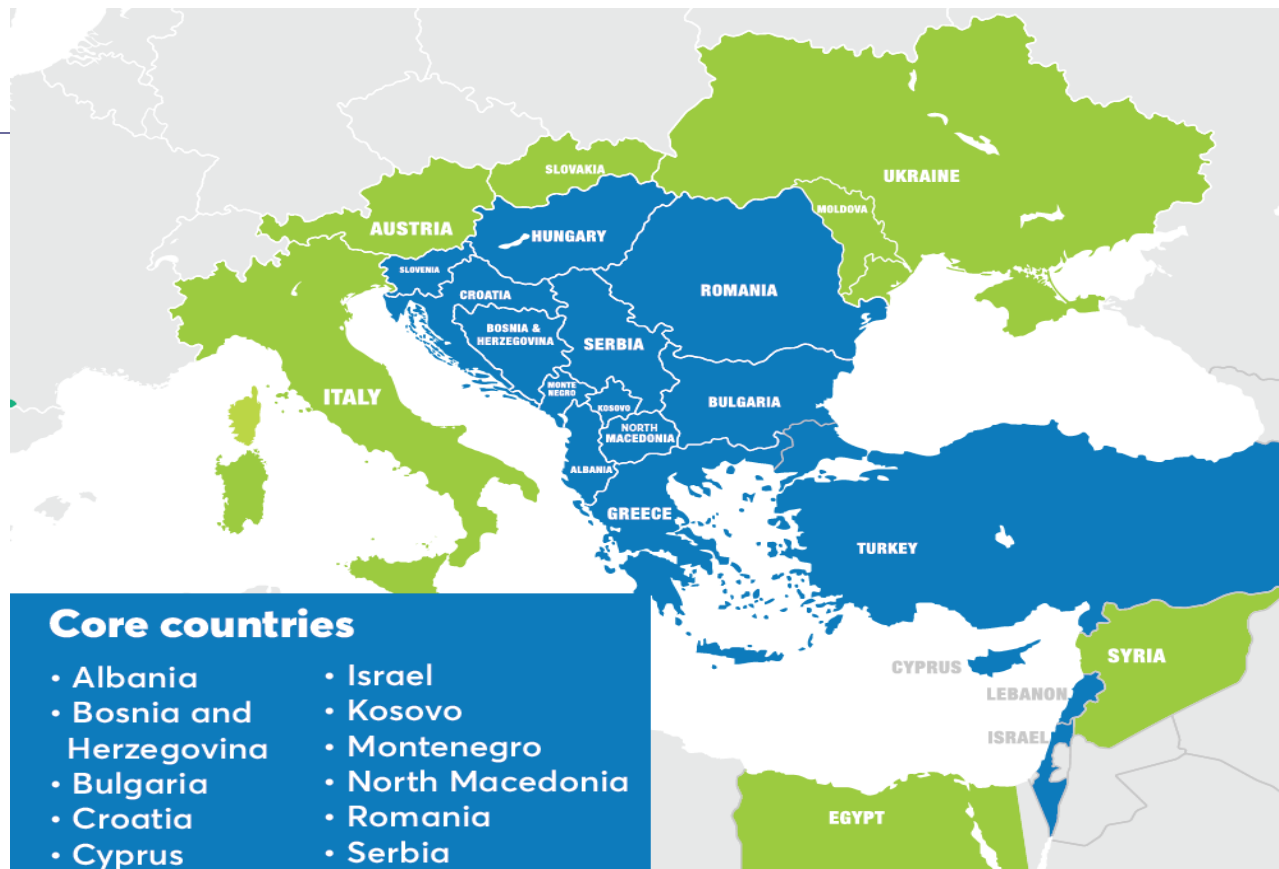 SLOVAKIA
UKRAINE
MOLDOVA
AUSTRIA
HUNGARY
SLOVENIA
ROMANIA
CROATIA
BOSNIA &
HERZEGOVINA
SERBIA
MONTE
NEGRO
ITALY
BULGARIA
KOSOVO
NORTH
MACEDONIA
ALBANIA
GREECE
TURKEY
SYRIA
CYPRUS
LEBANON
ISRAEL
EGYPT
Core countries
• Albania
• Bosnia and
Herzegovina
• Bulgaria
• Croatia
• Cyprus
• Israel
• Kosovo
• Montenegro
• North Macedonia
• Romania
• Serbia